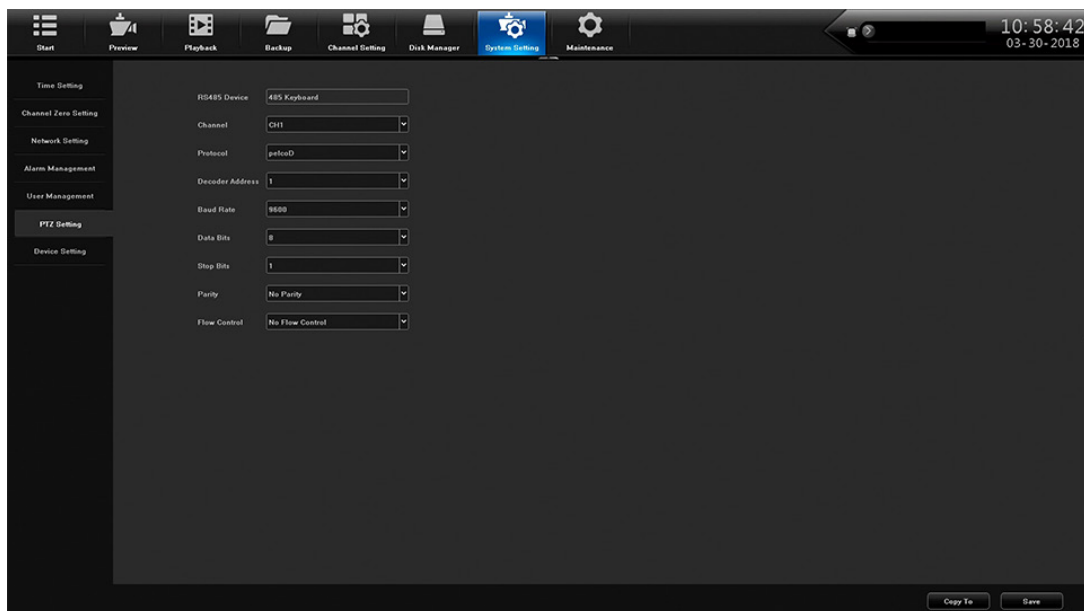 Start Preview Playback Backup Channel Setting Disk Manager System Setting Maintenance
10:58:42
03-30-2018
Time Setting
Channel Zero Setting
Network Setting
Alarm Management
User Management
PTZ Setting
Device Setting
RS485 Device 485 Keyboard
Channel CH1
Protocol pelcoD
Decoder Address 1
Baud Rate 9600
Data Bits 8
Stop Bits 1
Parity No Parity
Flow Control No Flow Control
Copy To Save